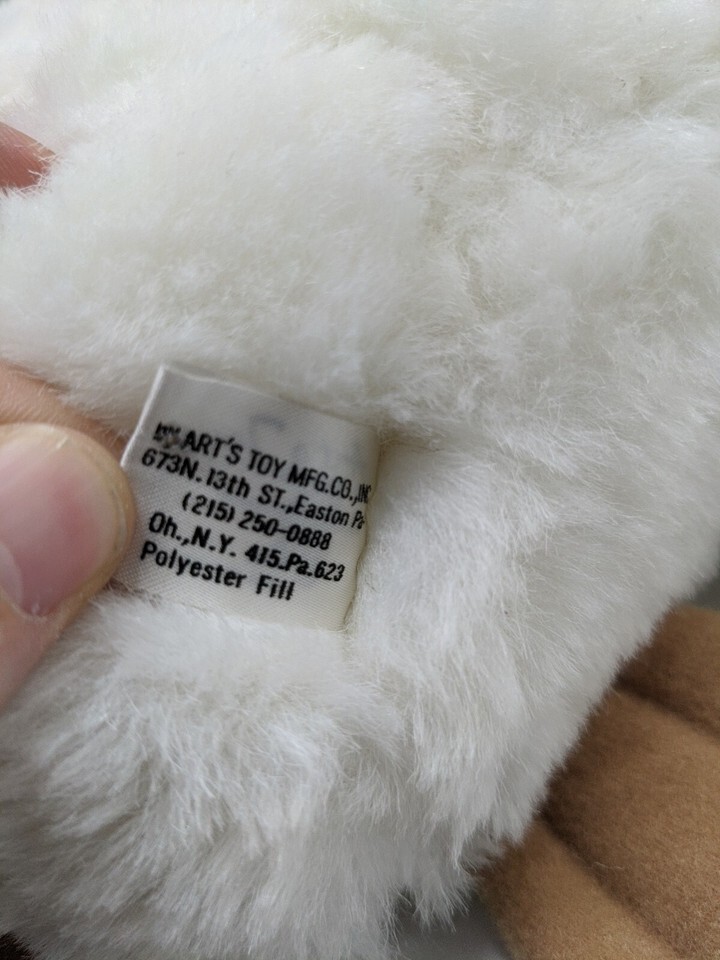 ART'S TOY MFG.CO.,INC
673N.13th ST.,Easton Pa
(215) 250-0888
Oh.,N.Y. 415.Pa.623
Polyester Fill